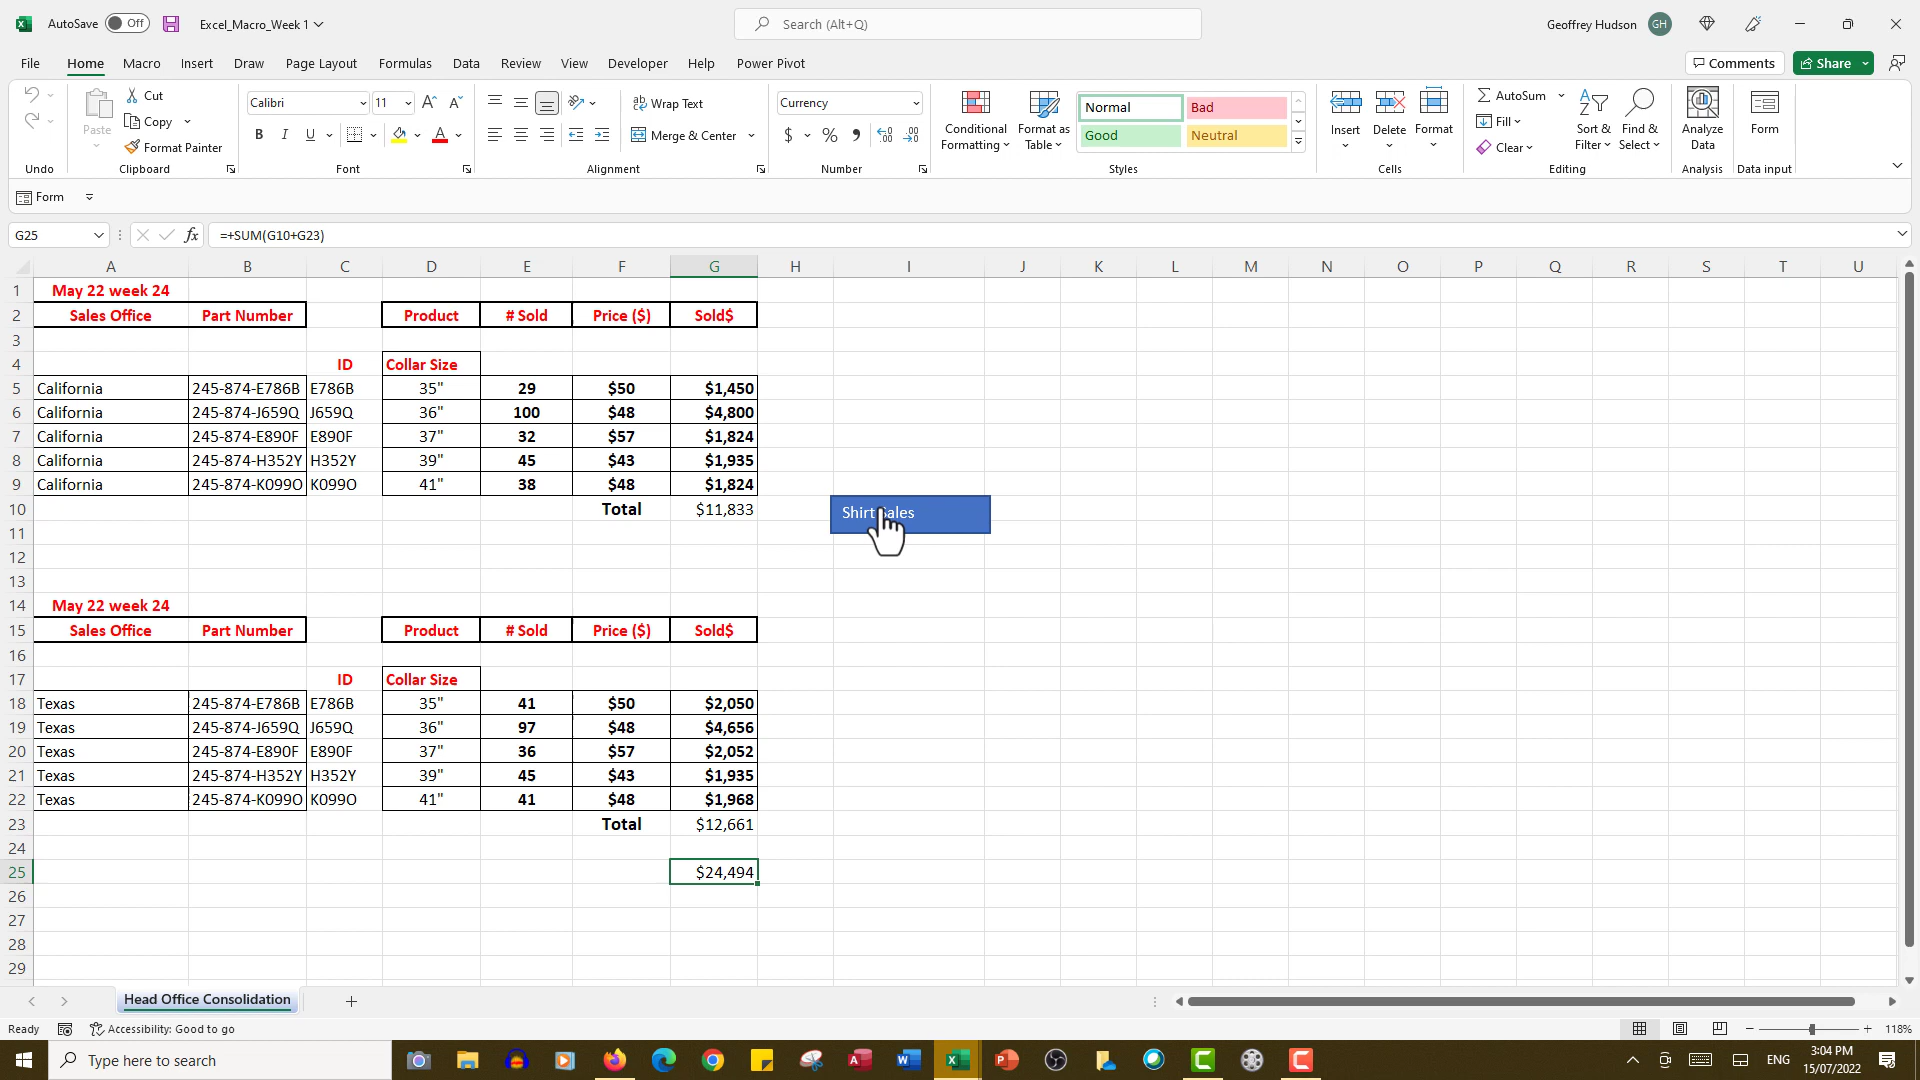 AutoSave Off Excel_Macro_Week 1 Search (Alt+Q) Geoffrey Hudson GH
File Home Macro Insert Draw Page Layout Formulas Data Review View Developer Help Power Pivot Comments Share
Paste Cut Copy Format Painter
Calibri 11 B I U A
Wrap Text Merge & Center
Currency $ % ,
Conditional Formatting Format as Table Normal Bad Good Neutral
Insert Delete Format
AutoSum Fill Clear Sort & Filter Find & Select
Analyze Data Form
Undo Clipboard Font Alignment Number Styles Cells Editing Analysis Data input
Form
G25 fx =+SUM(G10+G23)
A B C D E F G H I J K L M N O P Q R S T U
1 May 22 week 24
2 Sales Office Part Number Product # Sold Price ($) Sold$
3
4 ID Collar Size
5 California 245-874-E786B E786B 35" 29 $50 $1,450
6 California 245-874-J659Q J659Q 36" 100 $48 $4,800
7 California 245-874-E890F E890F 37" 32 $57 $1,824
8 California 245-874-H352Y H352Y 39" 45 $43 $1,935
9 California 245-874-K099O K099O 41" 38 $48 $1,824
10 Total $11,833 Shirt Sales
11
12
13
14 May 22 week 24
15 Sales Office Part Number Product # Sold Price ($) Sold$
16
17 ID Collar Size
18 Texas 245-874-E786B E786B 35" 41 $50 $2,050
19 Texas 245-874-J659Q J659Q 36" 97 $48 $4,656
20 Texas 245-874-E890F E890F 37" 36 $57 $2,052
21 Texas 245-874-H352Y H352Y 39" 45 $43 $1,935
22 Texas 245-874-K099O K099O 41" 41 $48 $1,968
23 Total $12,661
24
25 $24,494
26
27
28
29
Head Office Consolidation
Ready Accessibility: Good to go 118%
Type here to search ENG 3:04 PM
15/07/2022